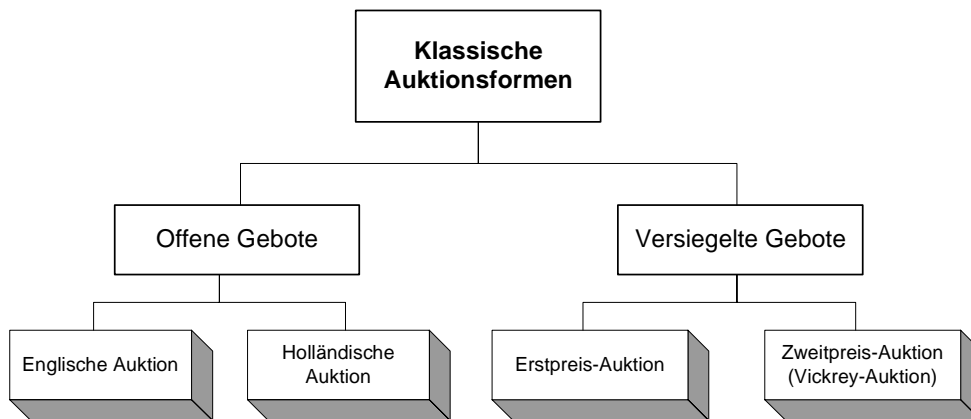 Klassische
Auktionsformen
Offene Gebote
Versiegelte Gebote
Englische Auktion
Holländische
Auktion
Erstpreis-Auktion
Zweitpreis-Auktion
(Vickrey-Auktion)